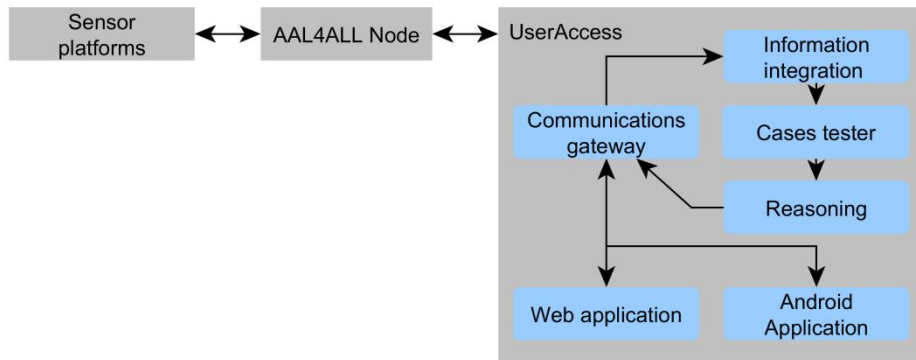 Sensor
platforms
AAL4ALL Node
UserAccess
Information
integration
Communications
gateway
Cases tester
Reasoning
Web application
Android
Application